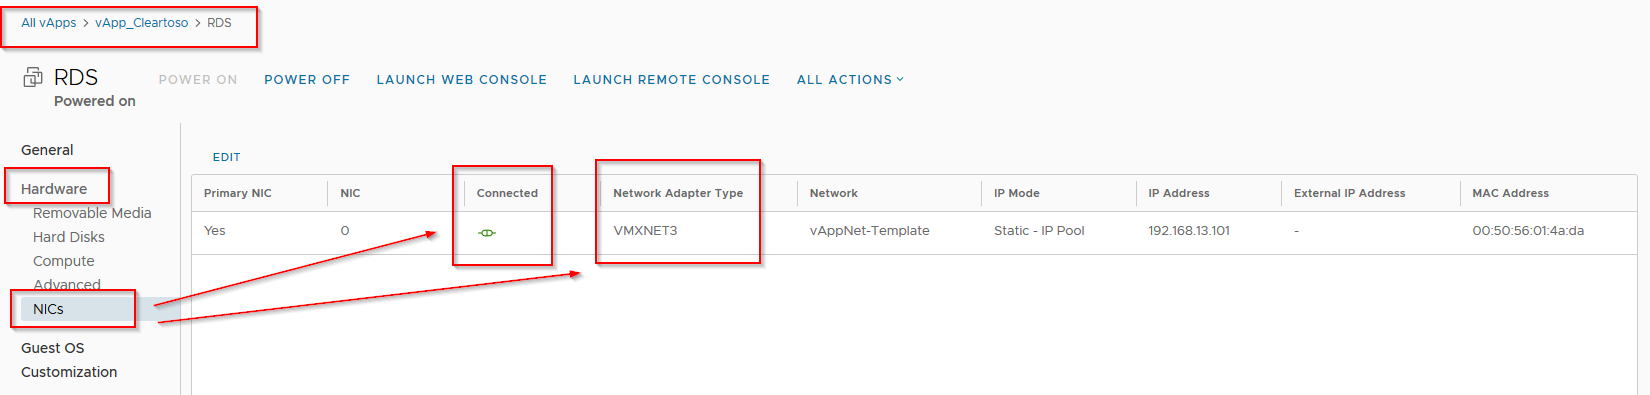 All vApps > vApp_Cleartoso > RDS
RDS POWER ON POWER OFF LAUNCH WEB CONSOLE LAUNCH REMOTE CONSOLE ALL ACTIONS
Powered on
General
EDIT
Hardware
Removable Media
Hard Disks
Compute
Advanced
NICs
Guest OS
Customization
Primary NIC NIC Connected Network Adapter Type Network IP Mode IP Address External IP Address MAC Address
Yes 0 VMXNET3 vAppNet-Template Static - IP Pool 192.168.13.101 - 00:50:56:01:4a:da